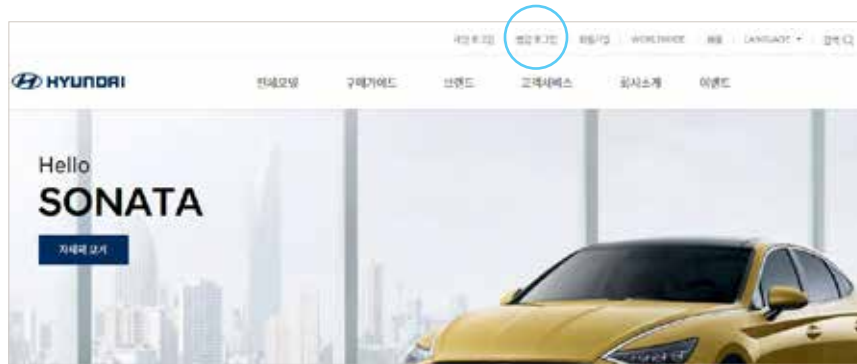 개인 로그인 법인 로그인 회원가입 WORLDWIDE 채용 LANGUAGE 검색
HYUNDAI 전체모델 구매가이드 브랜드 고객서비스 회사소개 이벤트
Hello
SONATA
자세히 보기